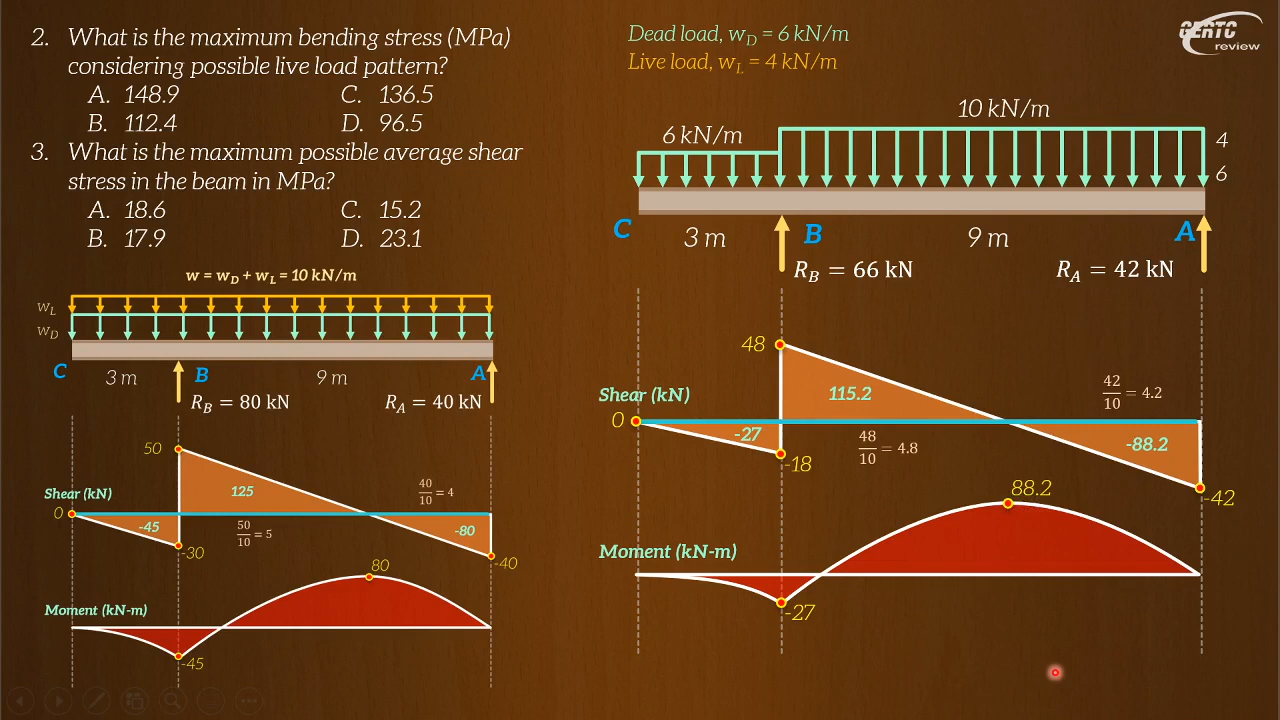 2. What is the maximum bending stress (MPa)
considering possible live load pattern?
A. 148.9 C. 136.5
B. 112.4 D. 96.5
3. What is the maximum possible average shear
stress in the beam in MPa?
A. 18.6 C. 15.2
B. 17.9 D. 23.1
w = w_D + w_L = 10 kN/m
w_L
w_D
C 3 m B 9 m A
R_B = 80 kN R_A = 40 kN
50
Shear (kN)
0
-45
125
50/10 = 5
40/10 = 4
-80
-30
-40
80
Moment (kN-m)
-45
GERTC
review
Dead load, w_D = 6 kN/m
Live load, w_L = 4 kN/m
10 kN/m
6 kN/m
4
6
C 3 m B 9 m A
R_B = 66 kN R_A = 42 kN
48
Shear (kN)
0
-27
115.2
48/10 = 4.8
42/10 = 4.2
-88.2
-18
-42
88.2
Moment (kN-m)
-27